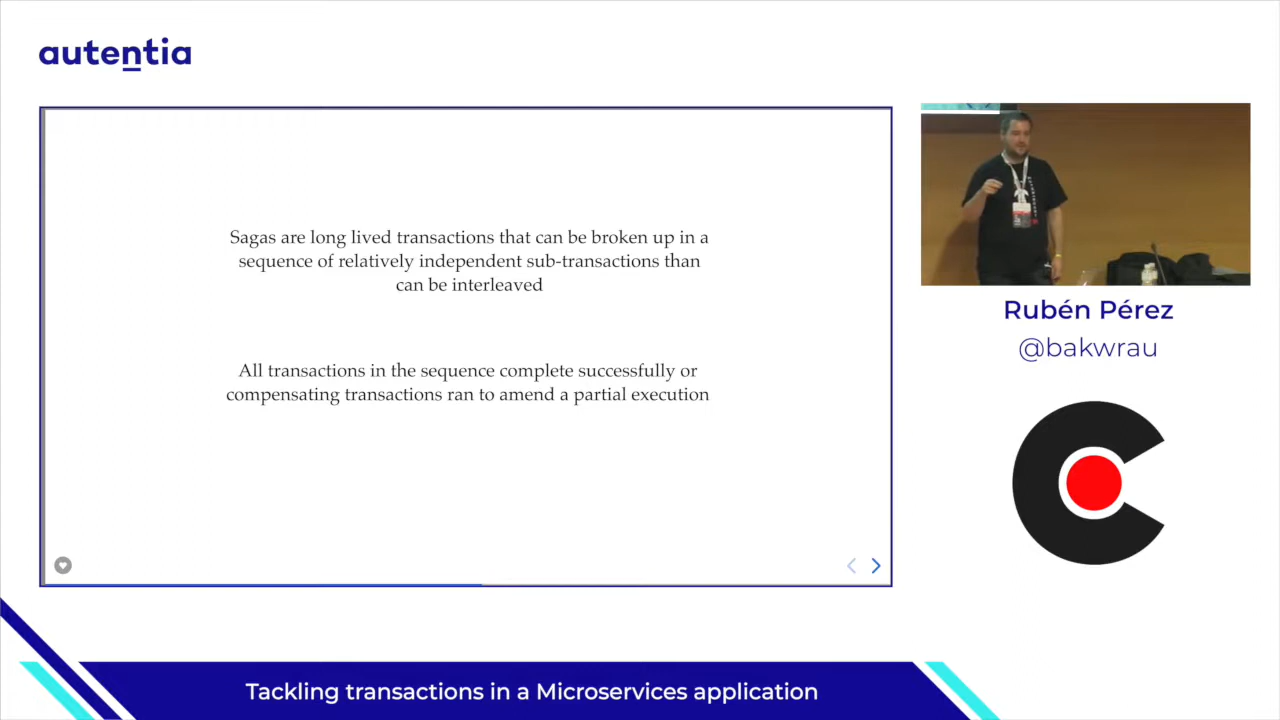 autentia
Sagas are long lived transactions that can be broken up in a
sequence of relatively independent sub-transactions than
can be interleaved
All transactions in the sequence complete successfully or
compensating transactions ran to amend a partial execution
Rubén Pérez
@bakwrau
Tackling transactions in a Microservices application